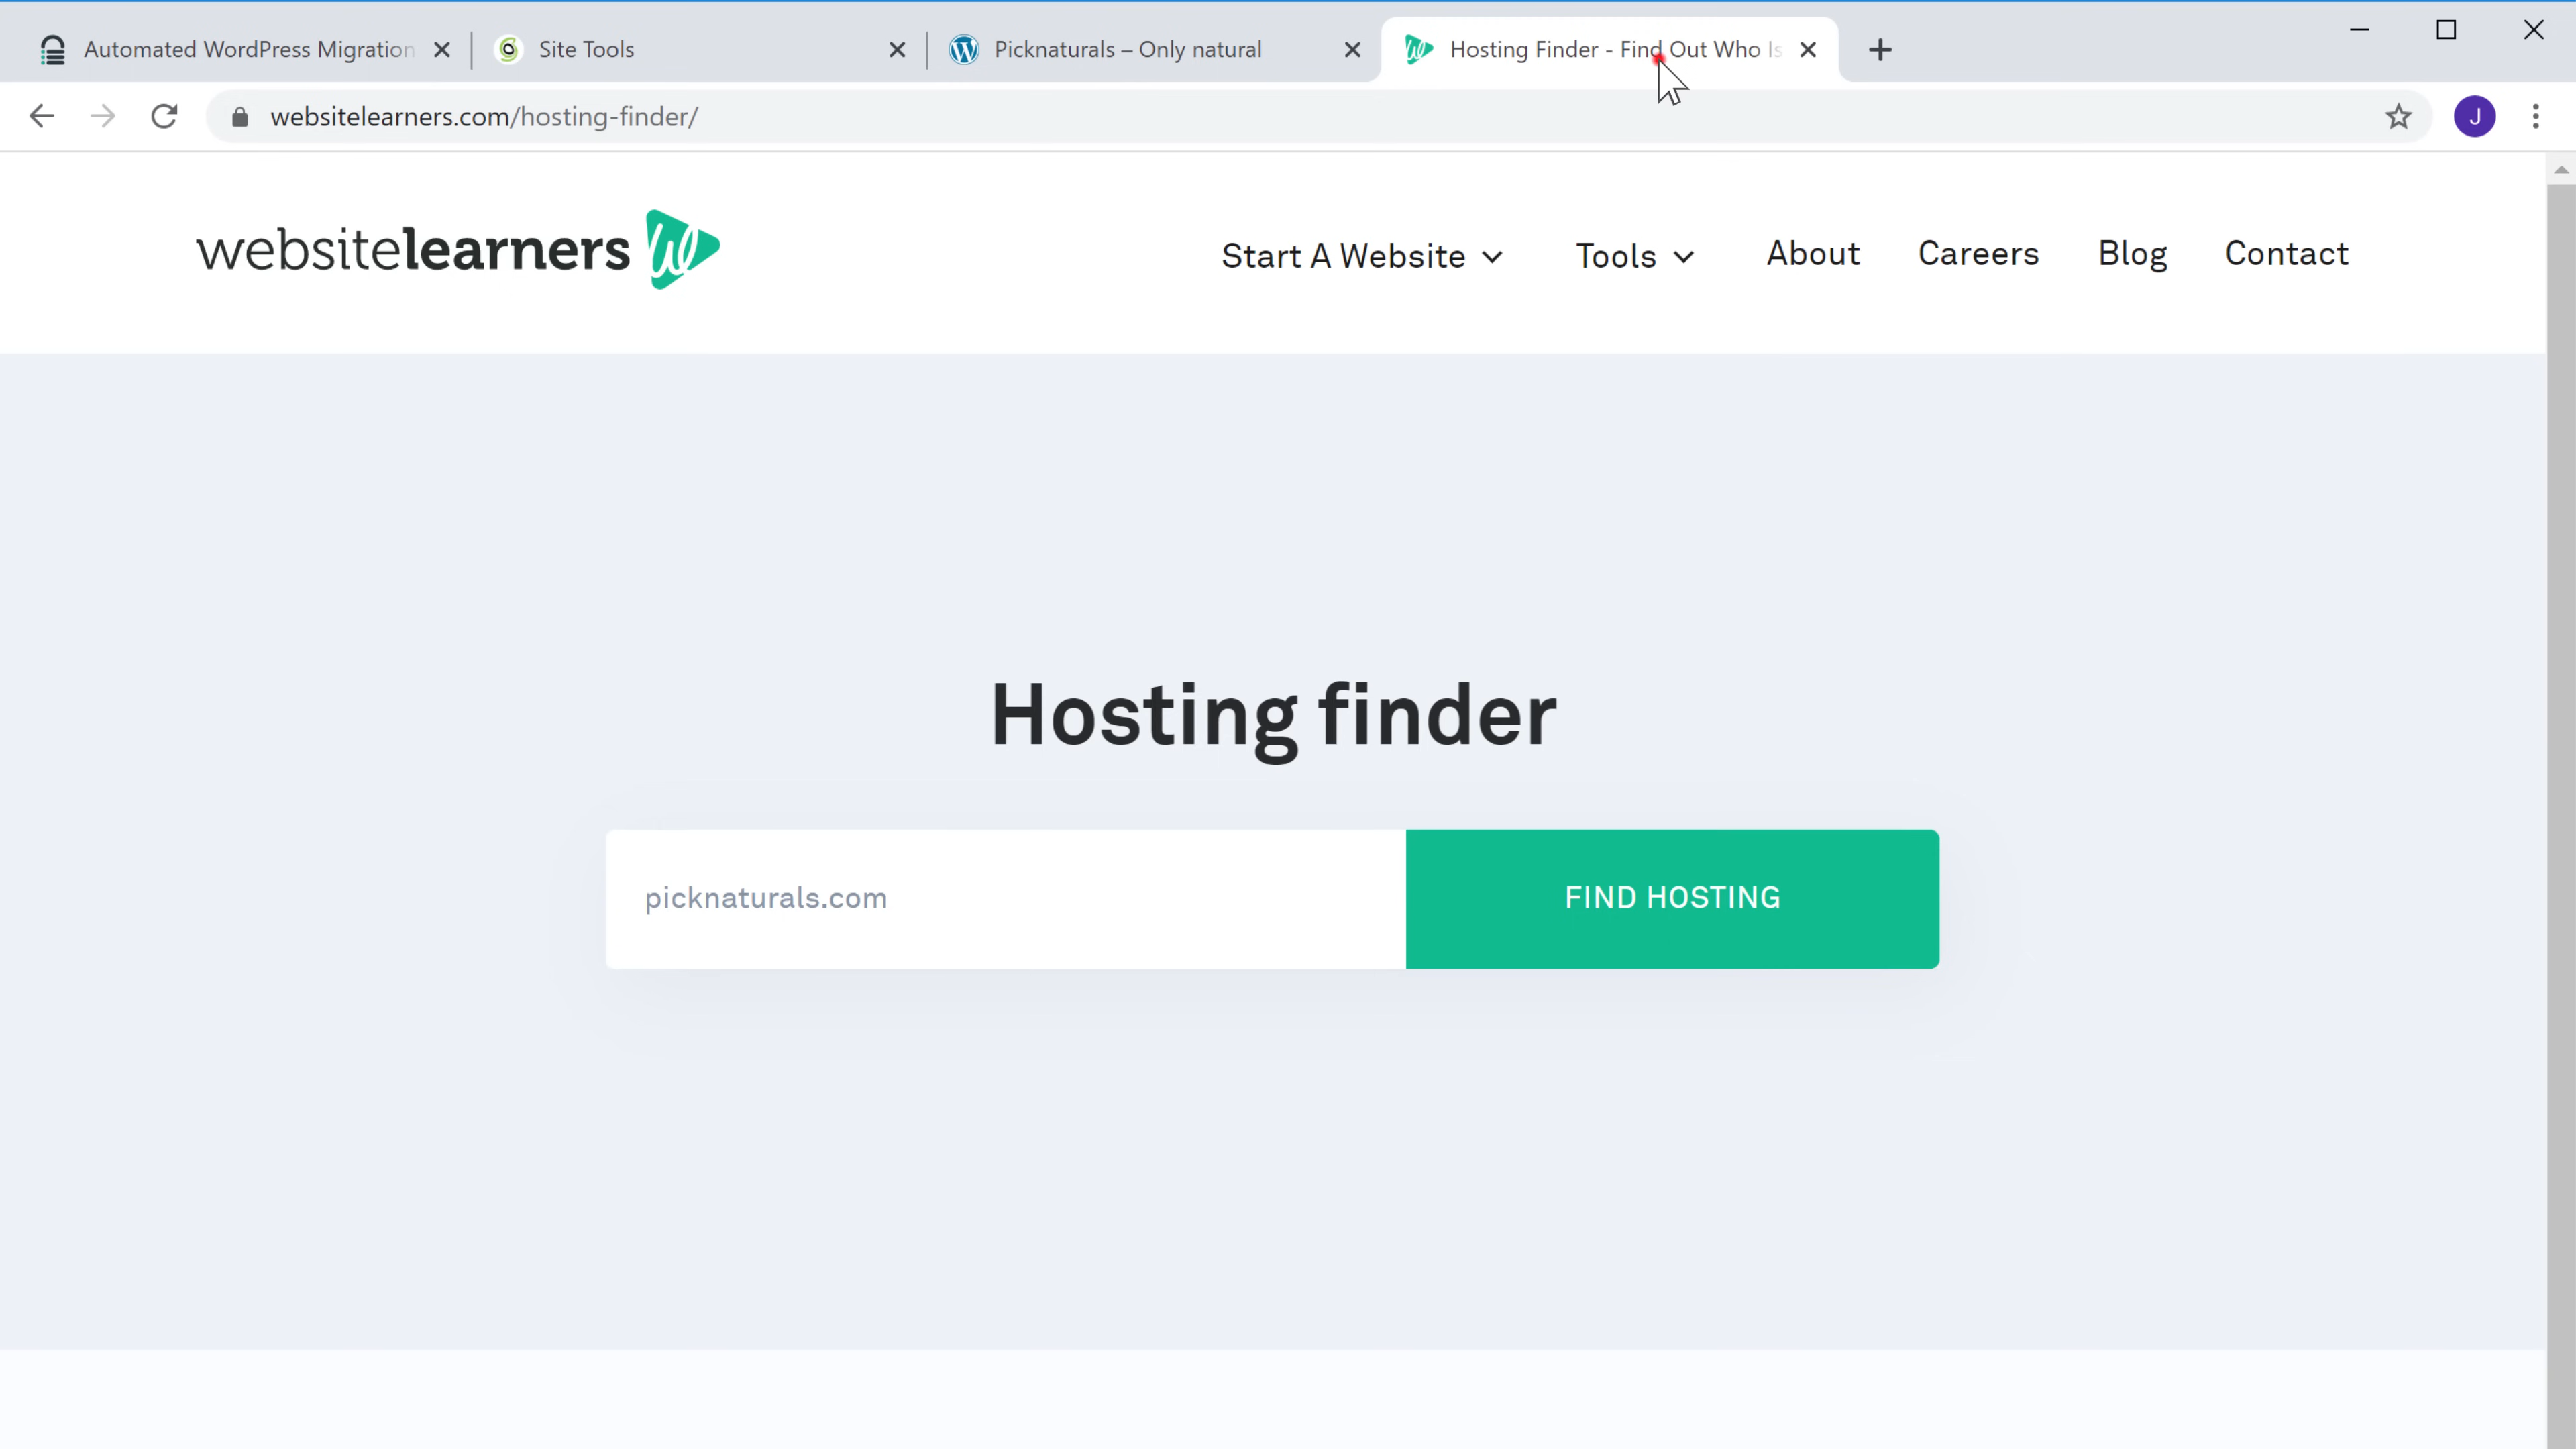 Automated WordPress Migration
Site Tools
Picknaturals – Only natural
Hosting Finder - Find Out Who Is
websitelearners.com/hosting-finder/
J
websitelearners
Start A Website
Tools
About
Careers
Blog
Contact
Hosting finder
picknaturals.com
FIND HOSTING